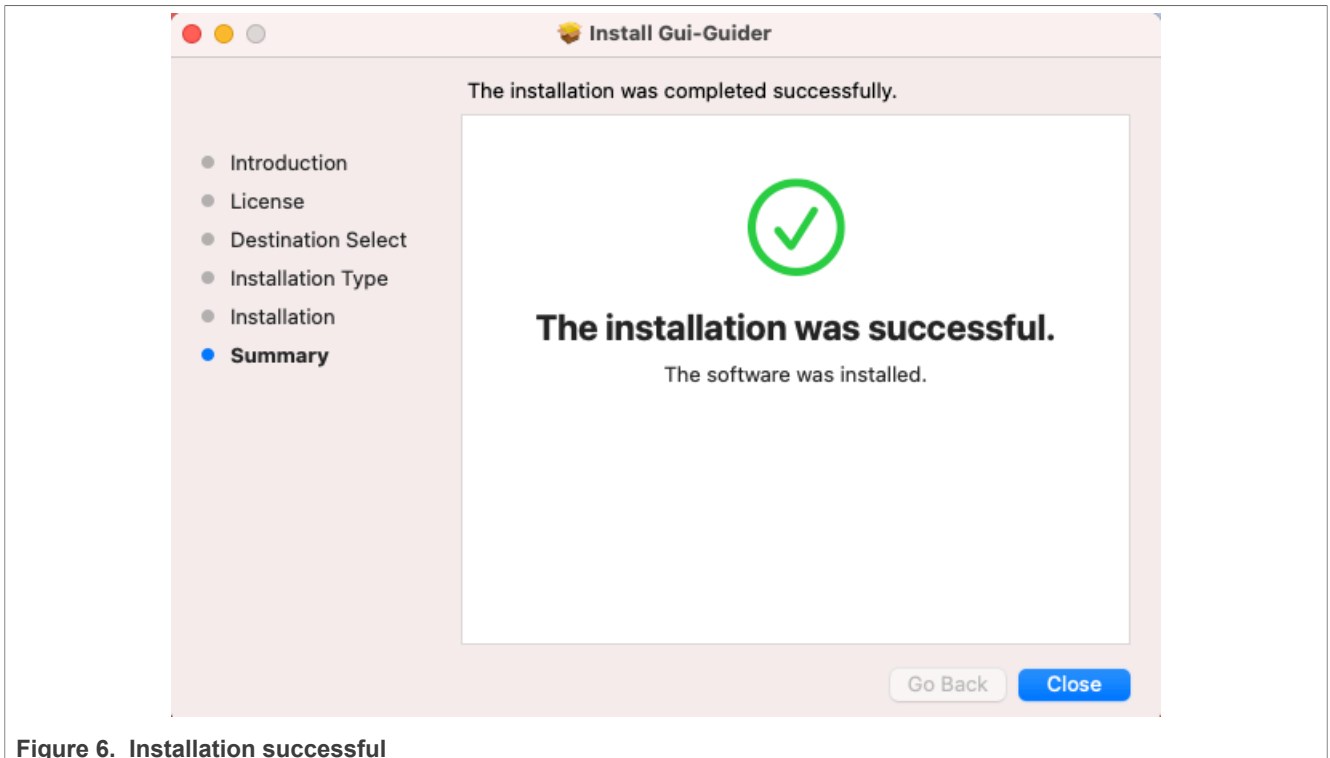 Install Gui-Guider
The installation was completed successfully.
Introduction
License
Destination Select
Installation Type
Installation
Summary
The installation was successful.
The software was installed.
Go Back
Close
Figure 6. Installation successful